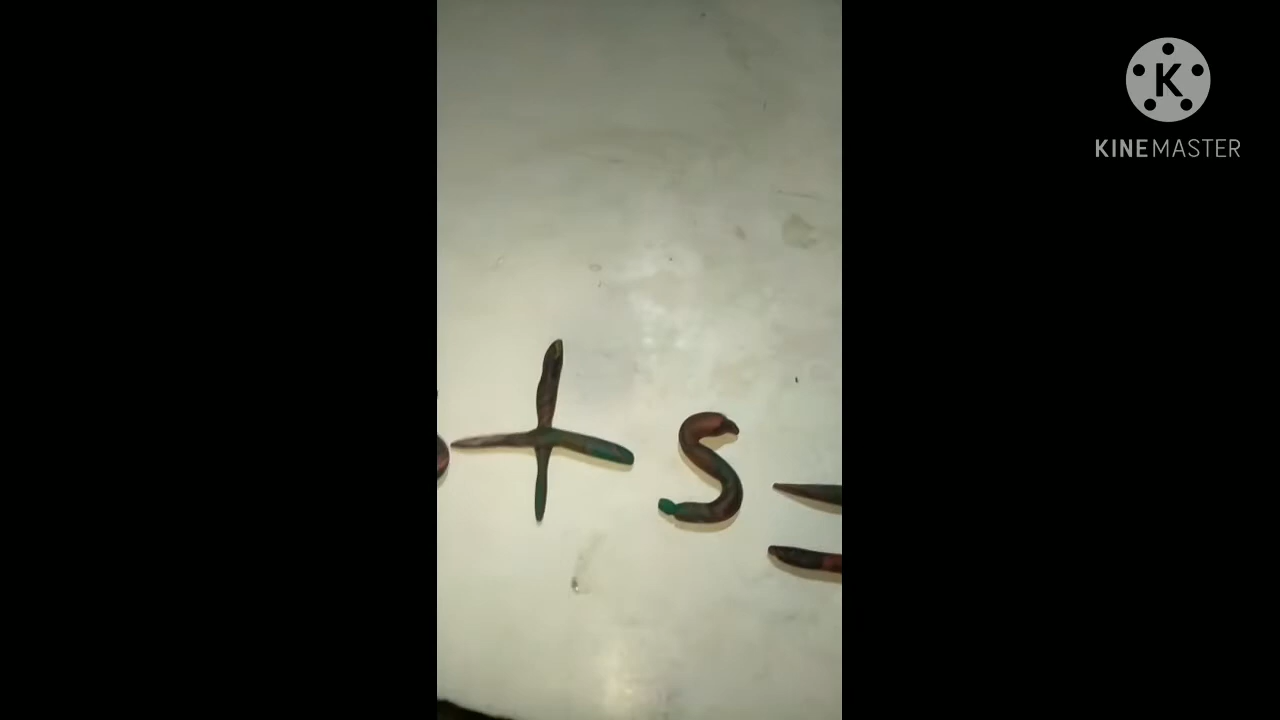 K
KINEMASTER
+ s =